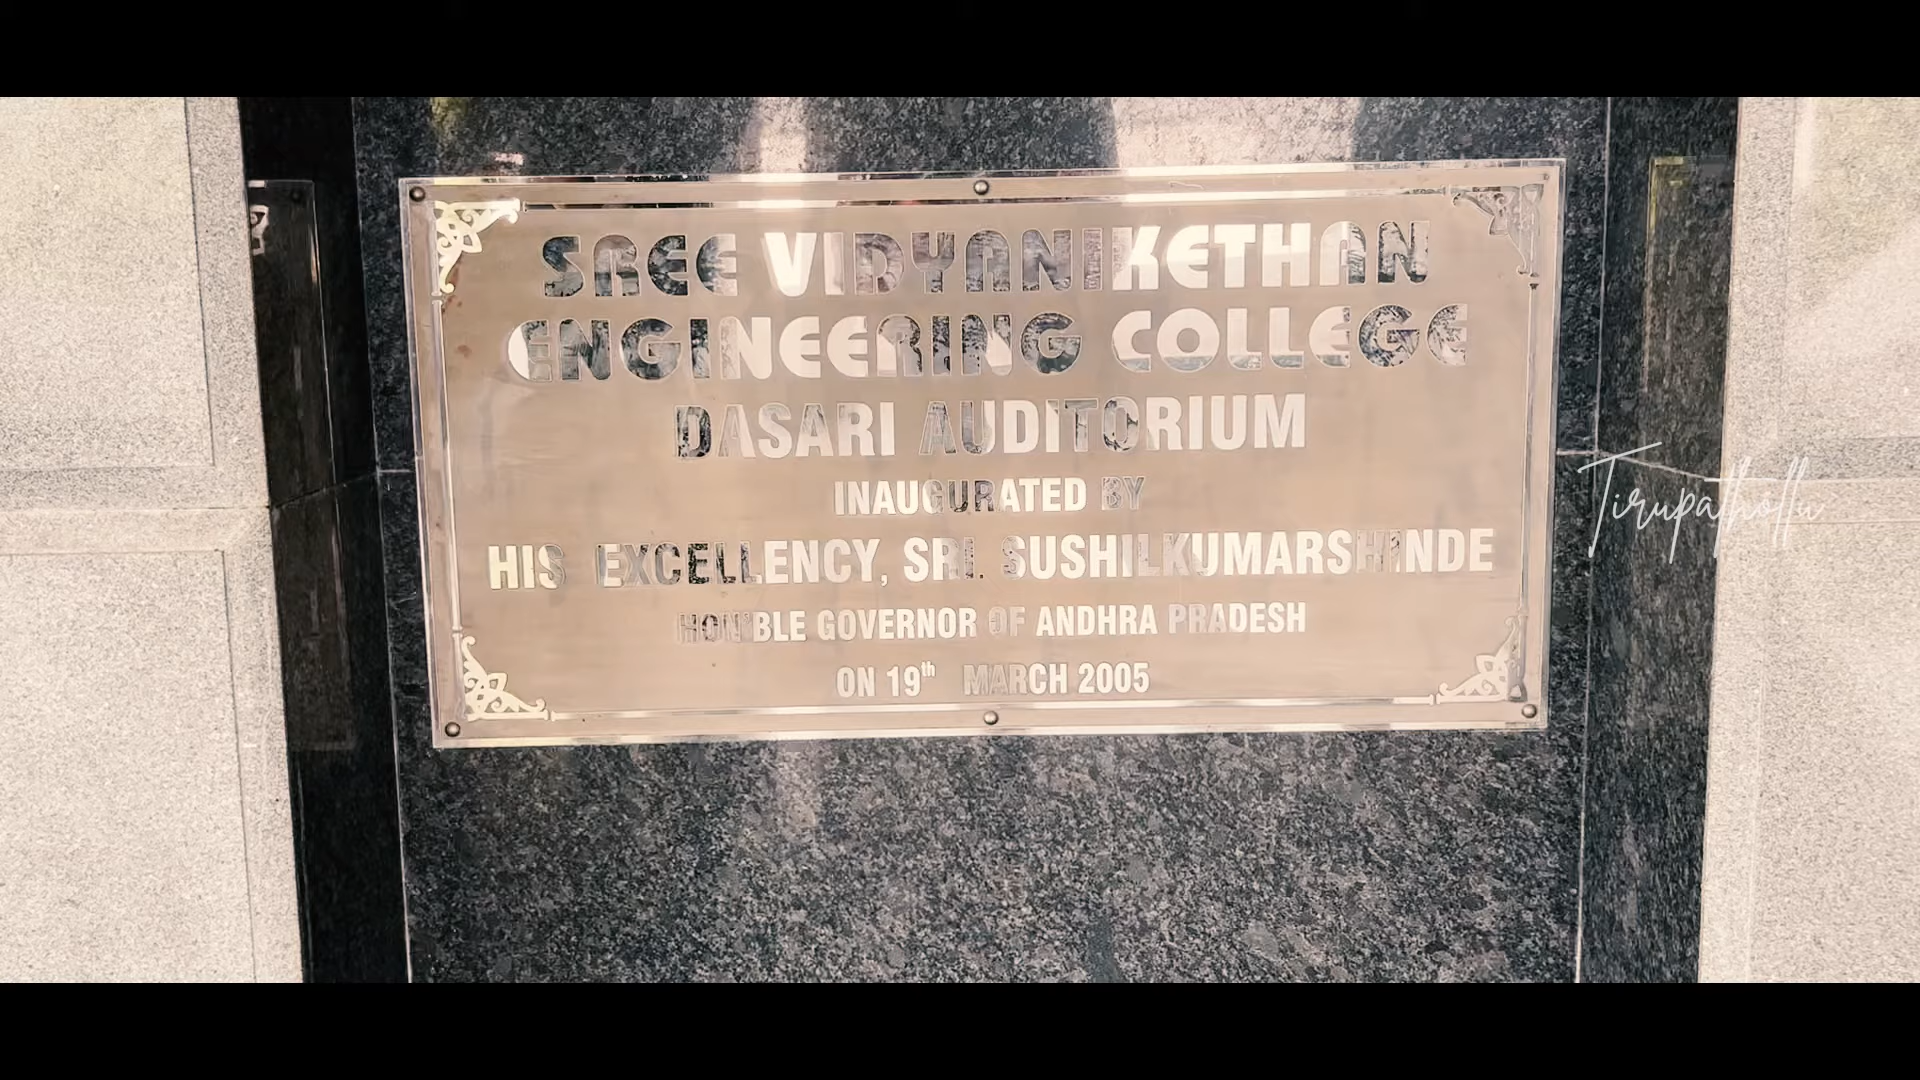 SREE VIDYANIKETHAN
ENGINEERING COLLEGE
DASARI AUDITORIUM
INAUGURATED BY
HIS EXCELLENCY, SRI. SUSHILKUMARSHINDE
HON'BLE GOVERNOR OF ANDHRA PRADESH
ON 19th MARCH 2005
Tirupathollu